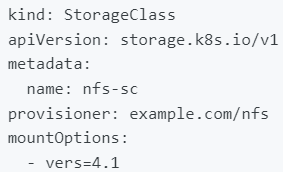 kind: StorageClass
apiVersion: storage.k8s.io/v1
metadata:
  name: nfs-sc
provisioner: example.com/nfs
mountOptions:
  - vers=4.1